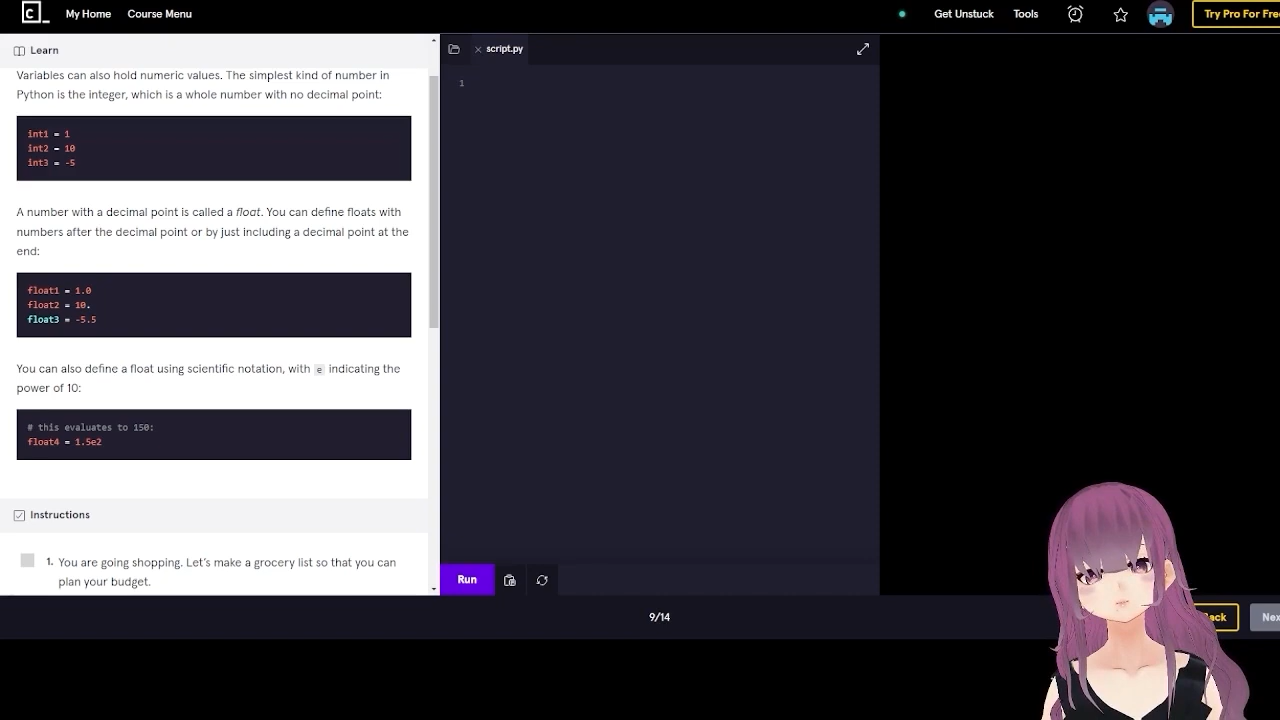 C_
My Home
Course Menu
Get Unstuck
Tools
Try Pro For Fre
Learn
Variables can also hold numeric values. The simplest kind of number in
Python is the integer, which is a whole number with no decimal point:
int1 = 1
int2 = 10
int3 = -5
A number with a decimal point is called a float. You can define floats with
numbers after the decimal point or by just including a decimal point at the
end:
float1 = 1.0
float2 = 10.
float3 = -5.5
You can also define a float using scientific notation, with e indicating the
power of 10:
# this evaluates to 150:
float4 = 1.5e2
Instructions
1. You are going shopping. Let's make a grocery list so that you can
plan your budget.
script.py
1
Run
9/14
Back
Nex